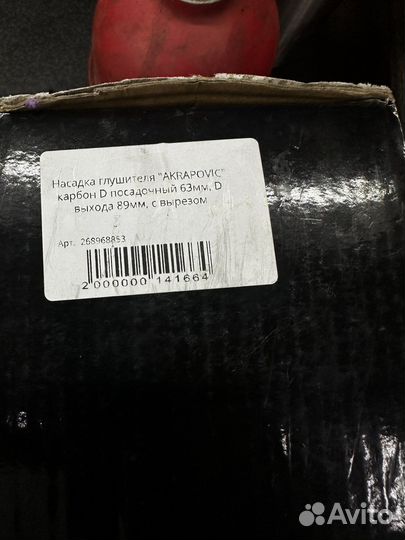 Насадка глушителя "AKRAPOVIC"
карбон D посадочный 63мм, D
выхода 89мм, с вырезом
Арт. 268968853
2 000000 141664
Avito